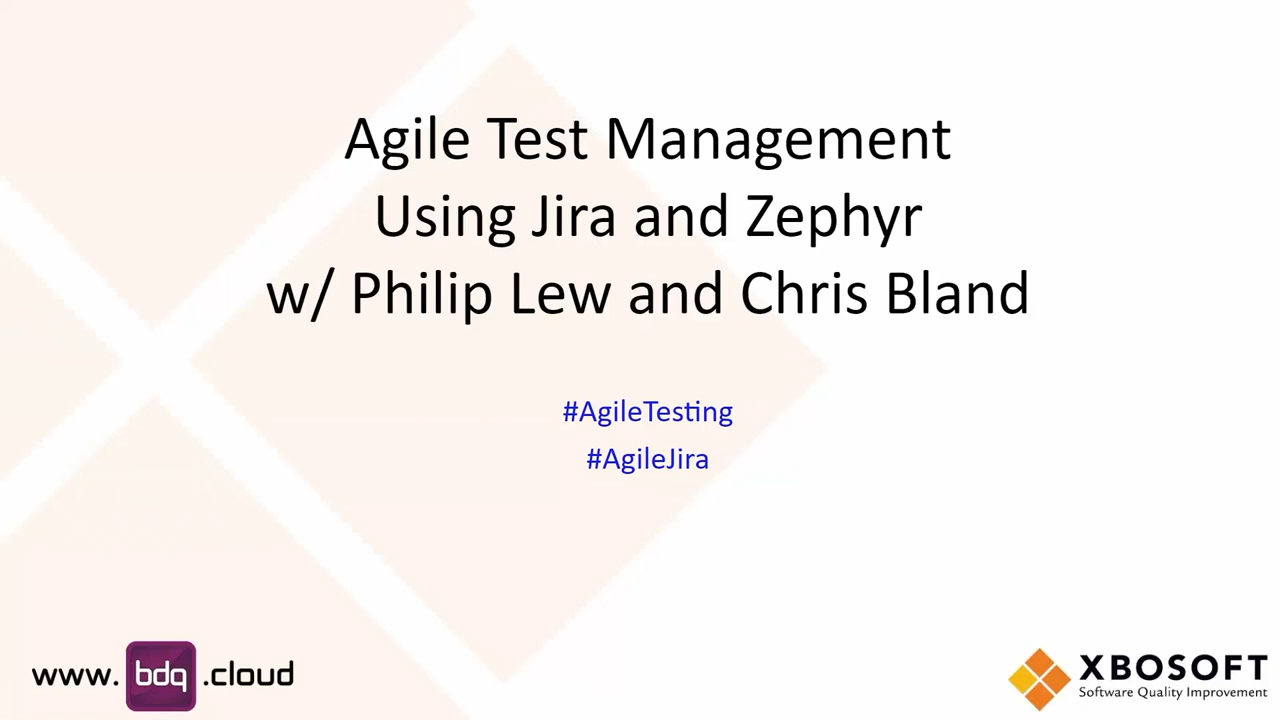 Agile Test Management
Using Jira and Zephyr
w/ Philip Lew and Chris Bland
#AgileTesting
#AgileJira
www.bdq.cloud
XBOSOFT
Software Quality Improvement